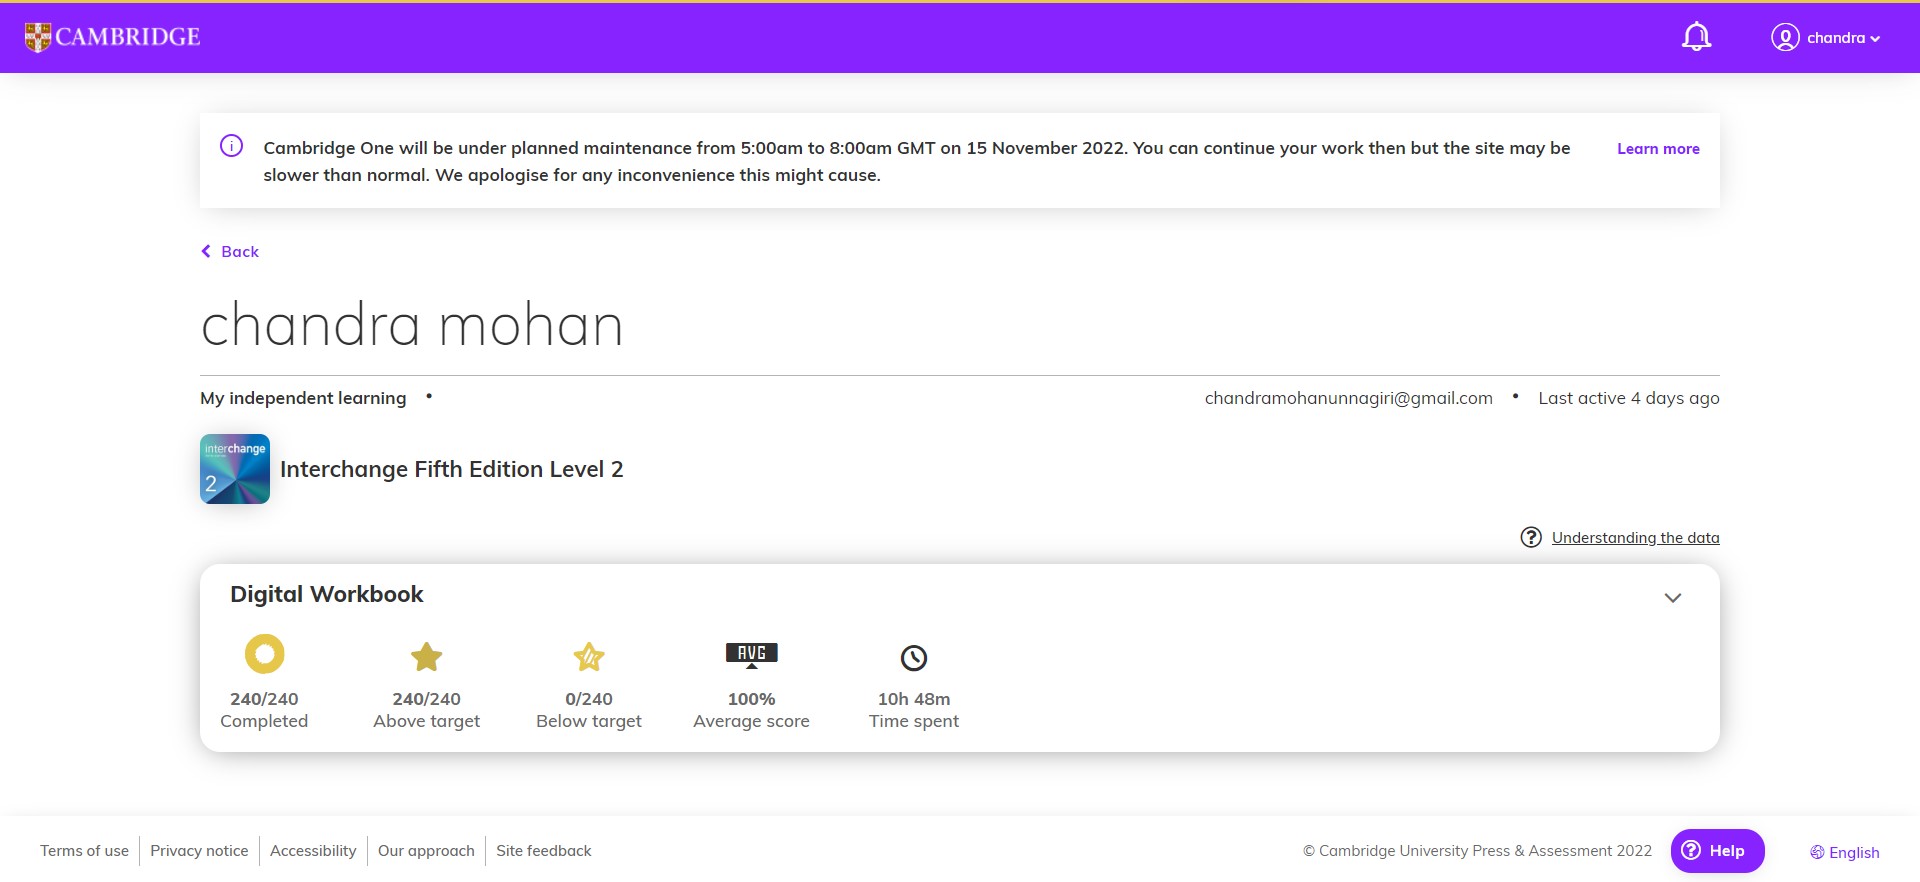 CAMBRIDGE
chandra
Cambridge One will be under planned maintenance from 5:00am to 8:00am GMT on 15 November 2022. You can continue your work then but the site may be
slower than normal. We apologise for any inconvenience this might cause.
Learn more
Back
chandra mohan
My independent learning •
chandramohanunnagiri@gmail.com • Last active 4 days ago
interchange
2
Interchange Fifth Edition Level 2
Understanding the data
Digital Workbook
AVG
240/240 240/240 0/240 100% 10h 48m
Completed Above target Below target Average score Time spent
Terms of use Privacy notice Accessibility Our approach Site feedback
© Cambridge University Press & Assessment 2022
Help
English